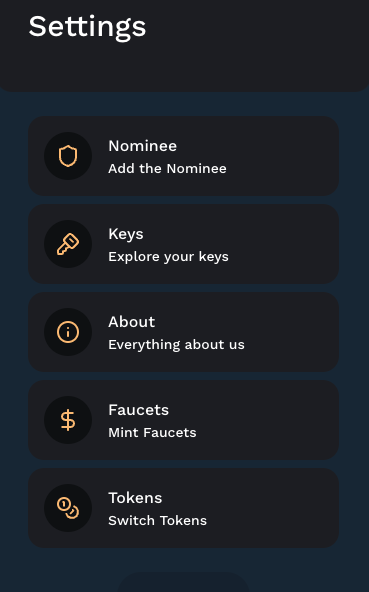 Settings
Nominee
Add the Nominee
Keys
Explore your keys
About
Everything about us
Faucets
Mint Faucets
Tokens
Switch Tokens